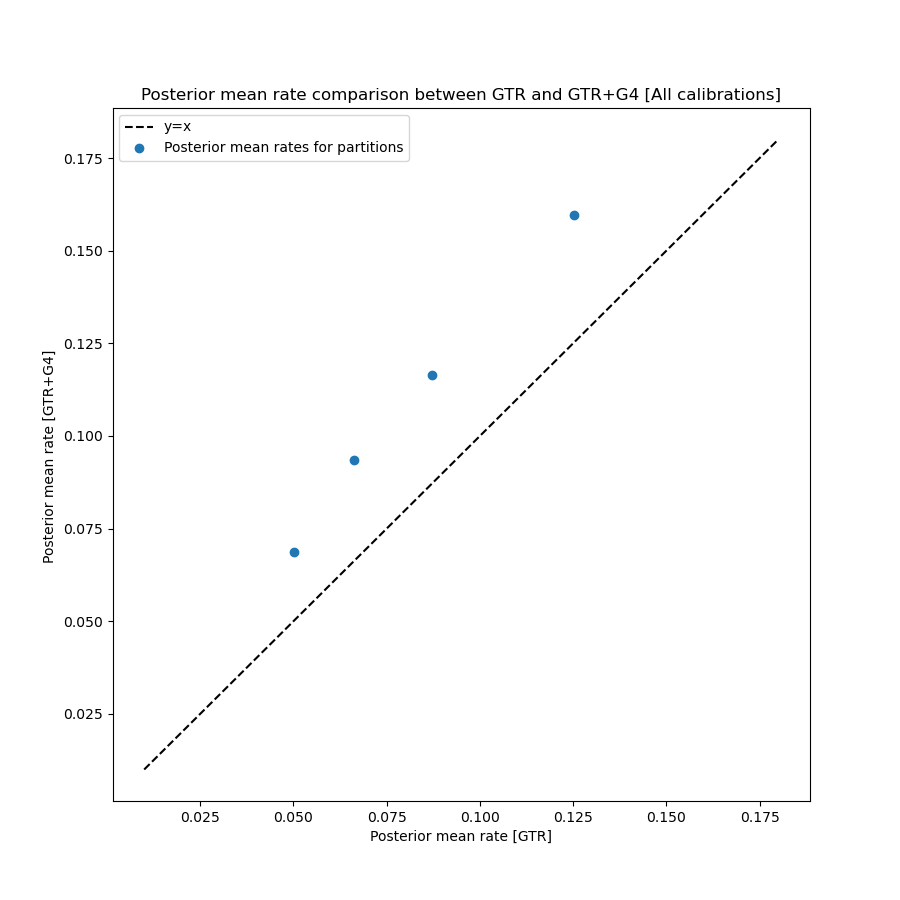 Posterior mean rate comparison between GTR and GTR+G4 [All calibrations]
y=x
Posterior mean rates for partitions
0.175
0.150
0.125
0.100
0.075
0.050
0.025
Posterior mean rate [GTR+G4]
0.025 0.050 0.075 0.100 0.125 0.150 0.175
Posterior mean rate [GTR]